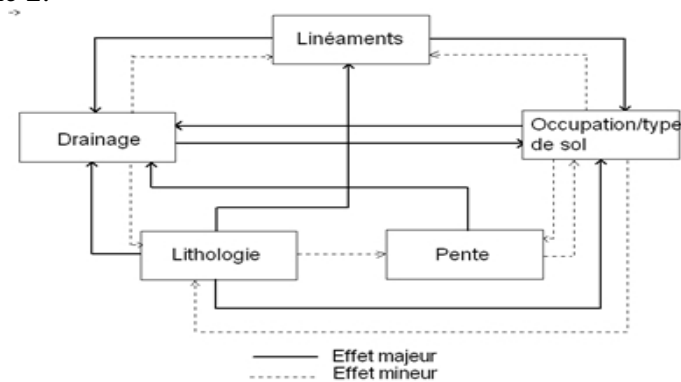 Linéaments
Drainage
Occupation/type
de sol
Lithologie
Pente
Effet majeur
Effet mineur